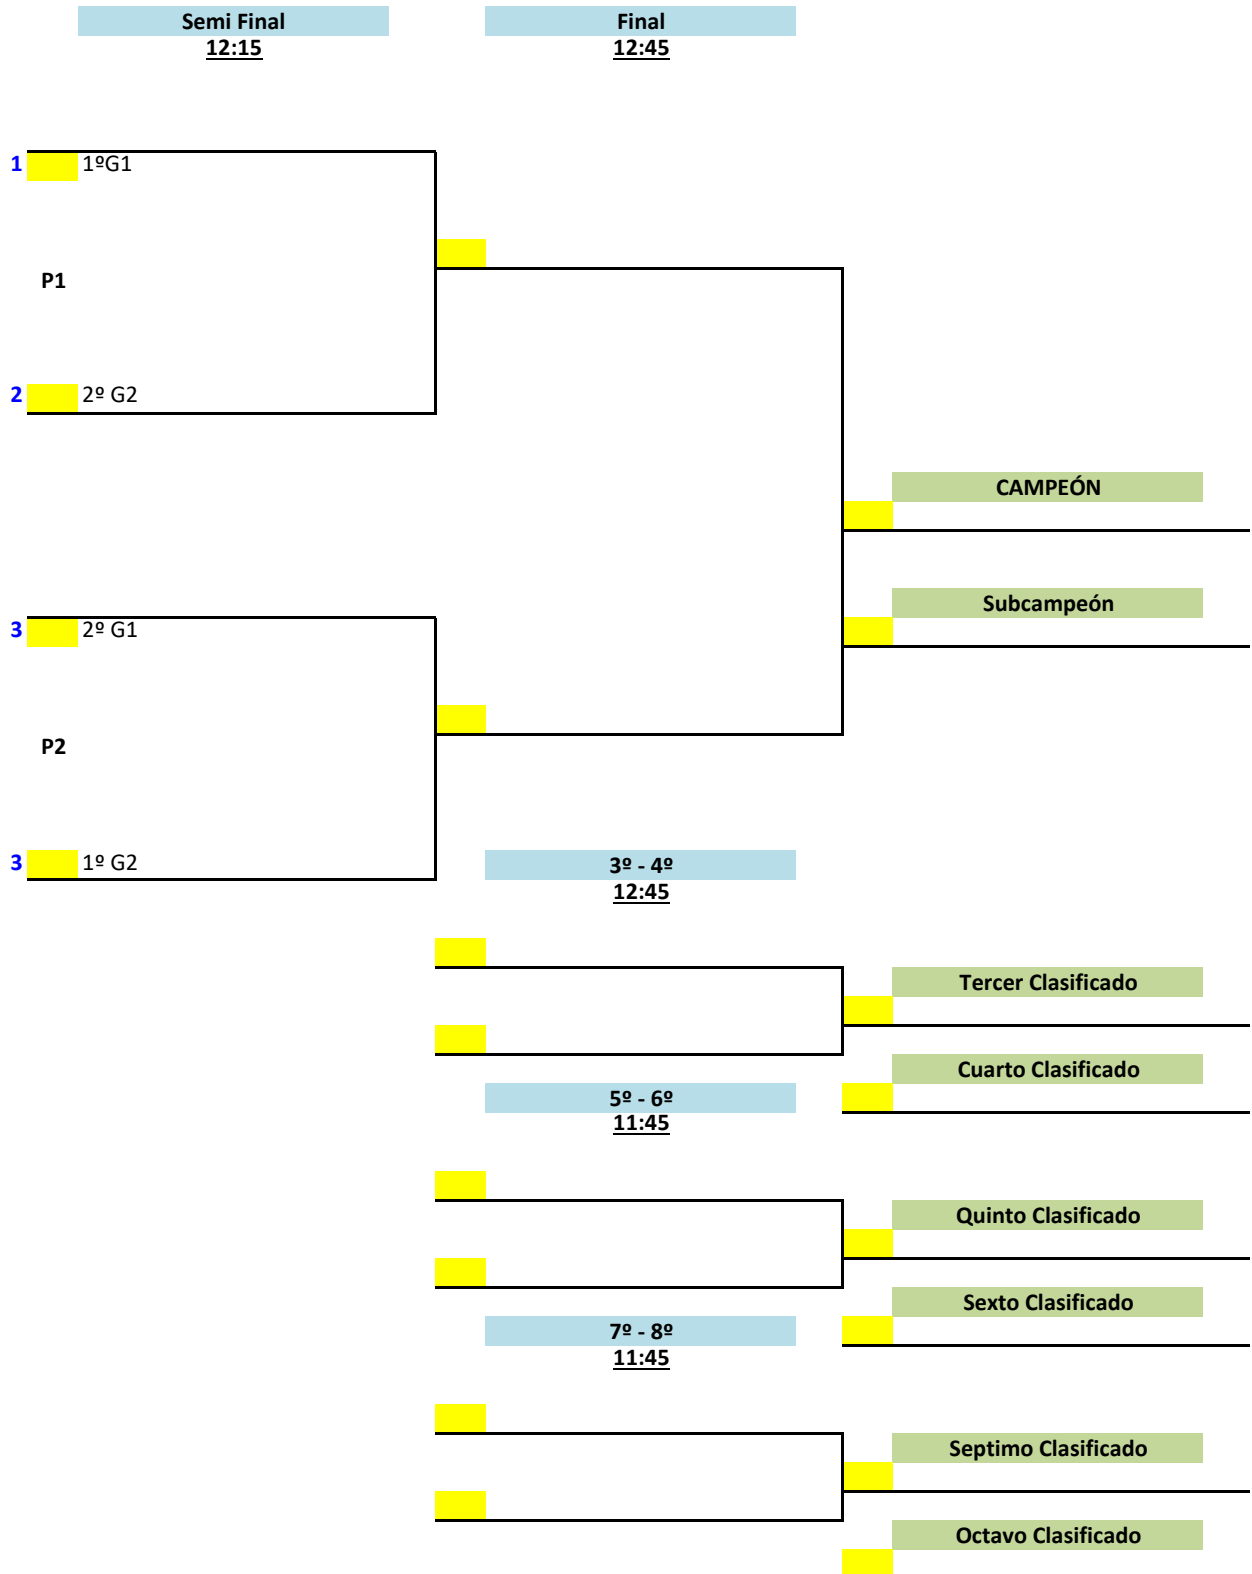 Semi Final
12:15
Final
12:45
1 1ºG1
P1
2 2º G2
CAMPEÓN
Subcampeón
3 2º G1
P2
3 1º G2
3º - 4º
12:45
Tercer Clasificado
Cuarto Clasificado
5º - 6º
11:45
Quinto Clasificado
Sexto Clasificado
7º - 8º
11:45
Septimo Clasificado
Octavo Clasificado